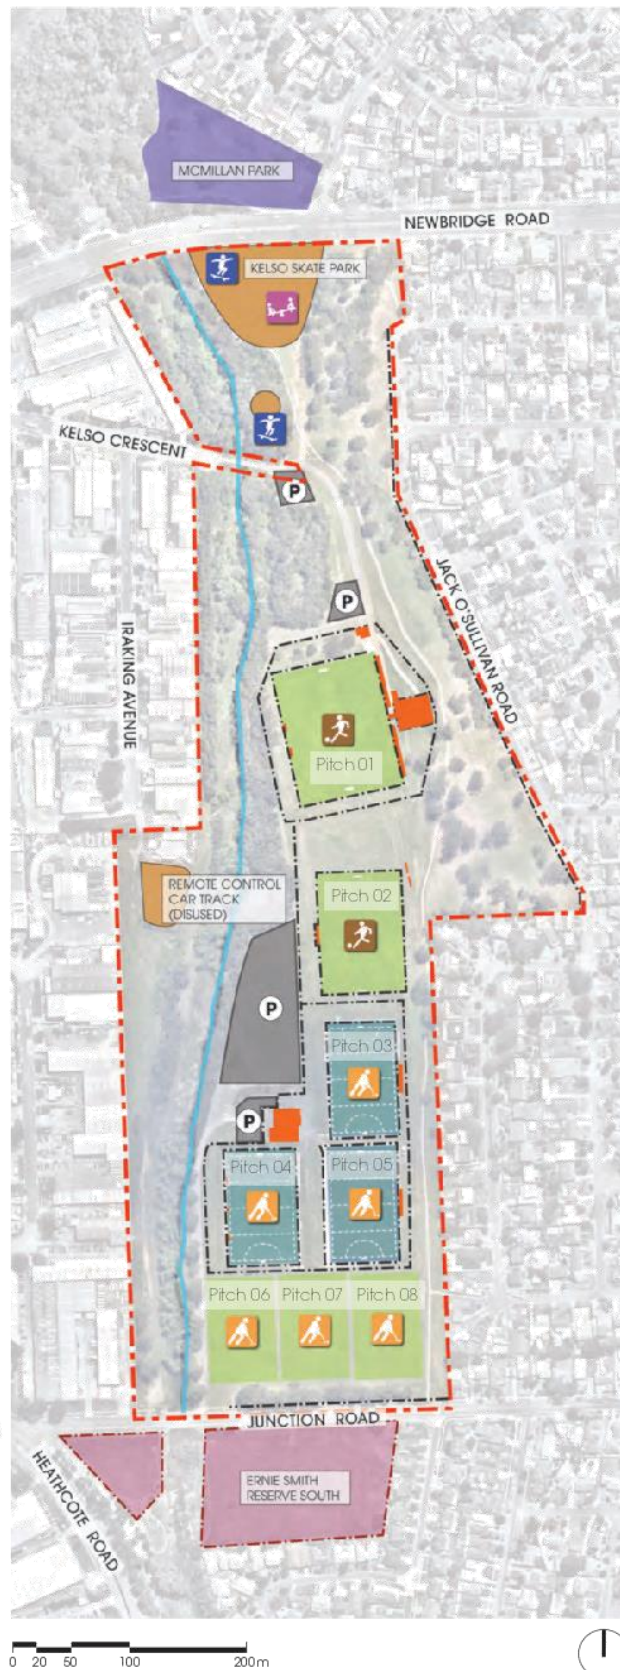 MCMILLAN PARK
NEWBRIDGE ROAD
KELSO SKATE PARK
KELSO CRESCENT
P
P
JACK O'SULLIVAN ROAD
IRAKING AVENUE
Pitch 01
REMOTE CONTROL
CAR TRACK
(DISUSED)
Pitch 02
P
Pitch 03
P
Pitch 04
Pitch 05
Pitch 06
Pitch 07
Pitch 08
JUNCTION ROAD
HEATHCOTE ROAD
ERNIE SMITH
RESERVE SOUTH
0 20 50 100 200m